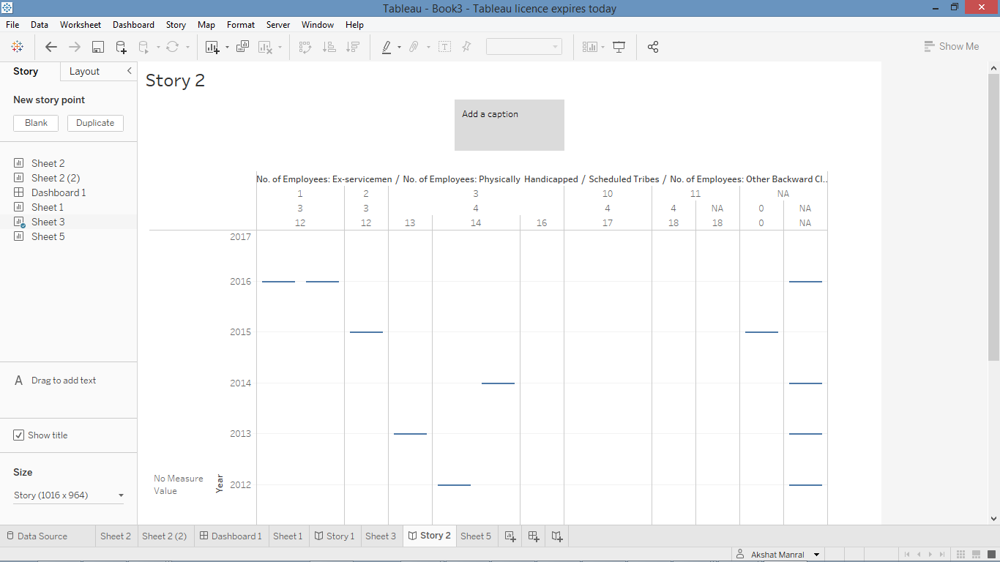 Tableau - Book3 - Tableau licence expires today
File Data Worksheet Dashboard Story Map Format Server Window Help
Show Me
Story Layout
New story point
Blank Duplicate
Sheet 2
Sheet 2 (2)
Dashboard 1
Sheet 1
Sheet 3
Sheet 5
Drag to add text
Show title
Size
Story (1016 x 964)
Story 2
Add a caption
No. of Employees: Ex-servicemen / No. of Employees: Physically Handicapped / Scheduled Tribes / No. of Employees: Other Backward Cl..
1 2 3 10 11 NA
3 3 4 4 4 NA 0 NA
12 12 13 14 16 17 18 18 0 NA
2017
2016
2015
2014
2013
2012
Year
No Measure
Value
Data Source Sheet 2 Sheet 2 (2) Dashboard 1 Sheet 1 Story 1 Sheet 3 Story 2 Sheet 5
Akshat Manral